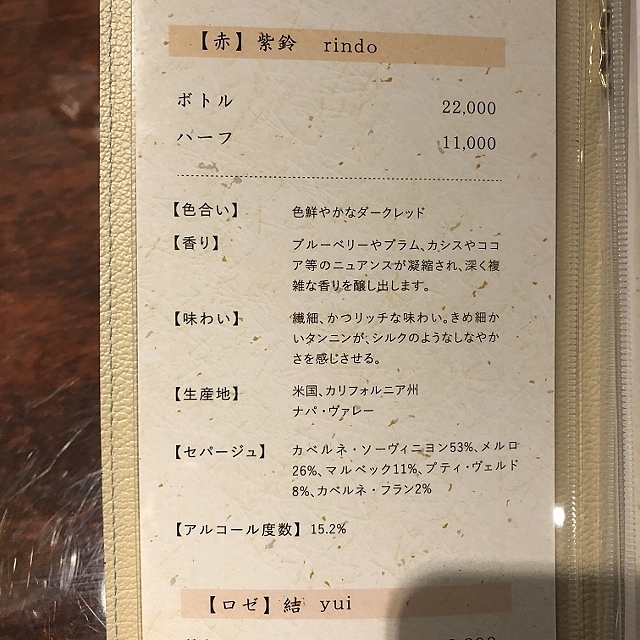 【赤】紫鈴 rindo
ボトル 22,000
ハーフ 11,000
【色合い】 色鮮やかなダークレッド
【香り】 ブルーベリーやプラム、カシスやココ
ア等のニュアンスが凝縮され、深く複
雑な香りを醸し出します。
【味わい】 繊細、かつリッチな味わい。きめ細か
いタンニンが、シルクのようなしなやか
さを感じさせる。
【生産地】 米国、カリフォルニア州
ナパ・ヴァレー
【セパージュ】 カベルネ・ソーヴィニヨン53%、メルロ
26%、マルベック11%、プティ・ヴェルド
8%、カベルネ・フラン2%
【アルコール度数】 15.2%
【ロゼ】結 yui